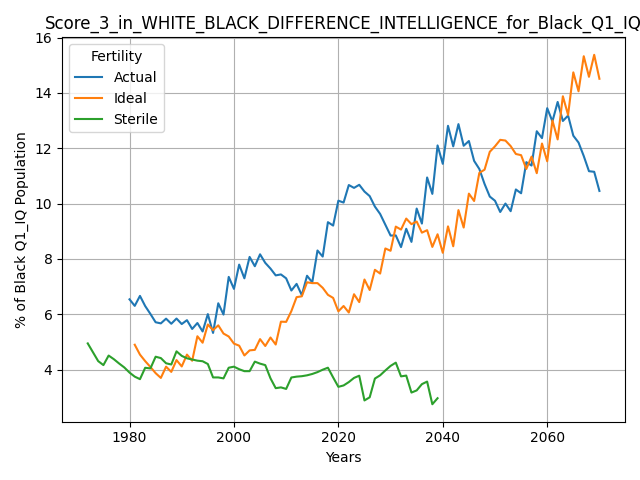 Score_3_in_WHITE_BLACK_DIFFERENCE_INTELLIGENCE_for_Black_Q1_IQ
16
14
12
10
8
6
4
% of Black Q1_IQ Population
Fertility
Actual
Ideal
Sterile
1980 2000 2020 2040 2060
Years